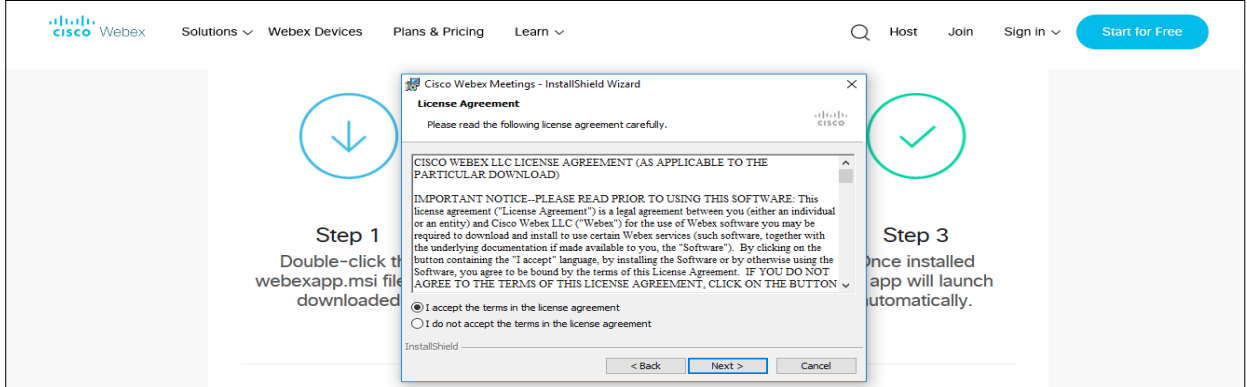 CISCO Webex Solutions Webex Devices Plans & Pricing Learn Host Join Sign in Start for Free
Cisco Webex Meetings - InstallShield Wizard
License Agreement
Please read the following license agreement carefully.
CISCO
CISCO WEBEX LLC LICENSE AGREEMENT (AS APPLICABLE TO THE
PARTICULAR DOWNLOAD)
IMPORTANT NOTICE--PLEASE READ PRIOR TO USING THIS SOFTWARE: This
license agreement ("License Agreement") is a legal agreement between you (either an individual
or an entity) and Cisco Webex LLC ("Webex") for the use of Webex software you may be
required to download and install to use certain Webex services (such software, together with
the underlying documentation if made available to you, the "Software"). By clicking on the
button containing the "I accept" language, by installing the Software or by otherwise using the
Software, you agree to be bound by the terms of this License Agreement. IF YOU DO NOT
AGREE TO THE TERMS OF THIS LICENSE AGREEMENT, CLICK ON THE BUTTON
I accept the terms in the license agreement
I do not accept the terms in the license agreement
InstallShield
< Back Next > Cancel
Step 1
Double-click
webexapp.msi
downloaded
Step 3
installed
app will launch